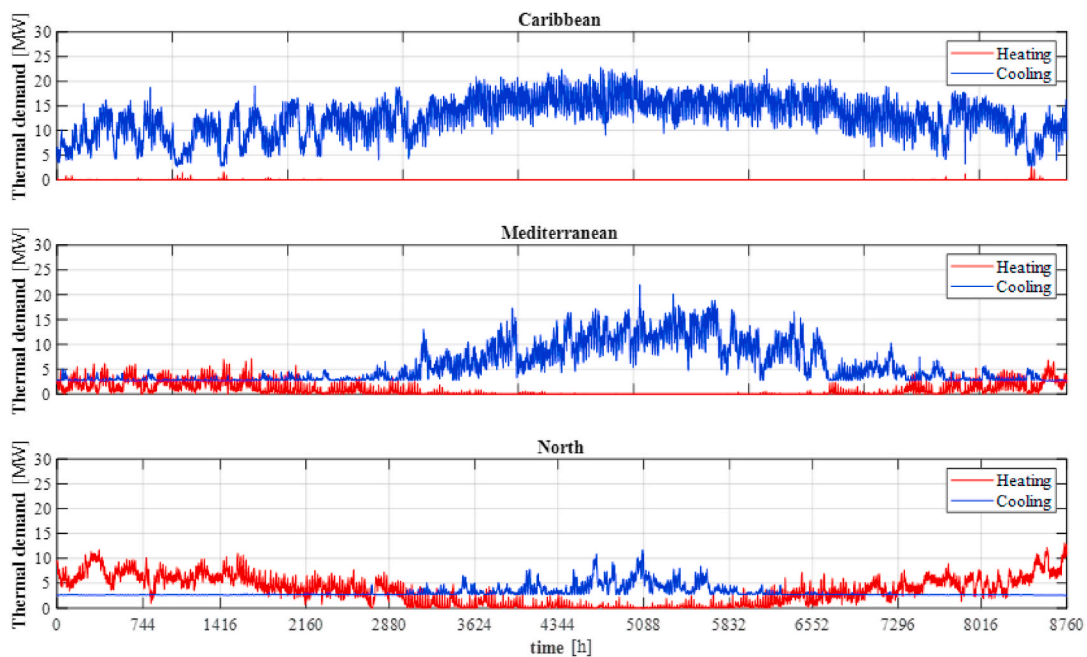 Caribbean
Thermal demand [MW]
30
25
20
15
10
5
0
Heating
Cooling
Mediterranean
Thermal demand [MW]
30
25
20
15
10
5
0
Heating
Cooling
North
Thermal demand [MW]
30
25
20
15
10
5
0
Heating
Cooling
0 744 1416 2160 2880 3624 4344 5088 5832 6552 7296 8016 8760
time [h]